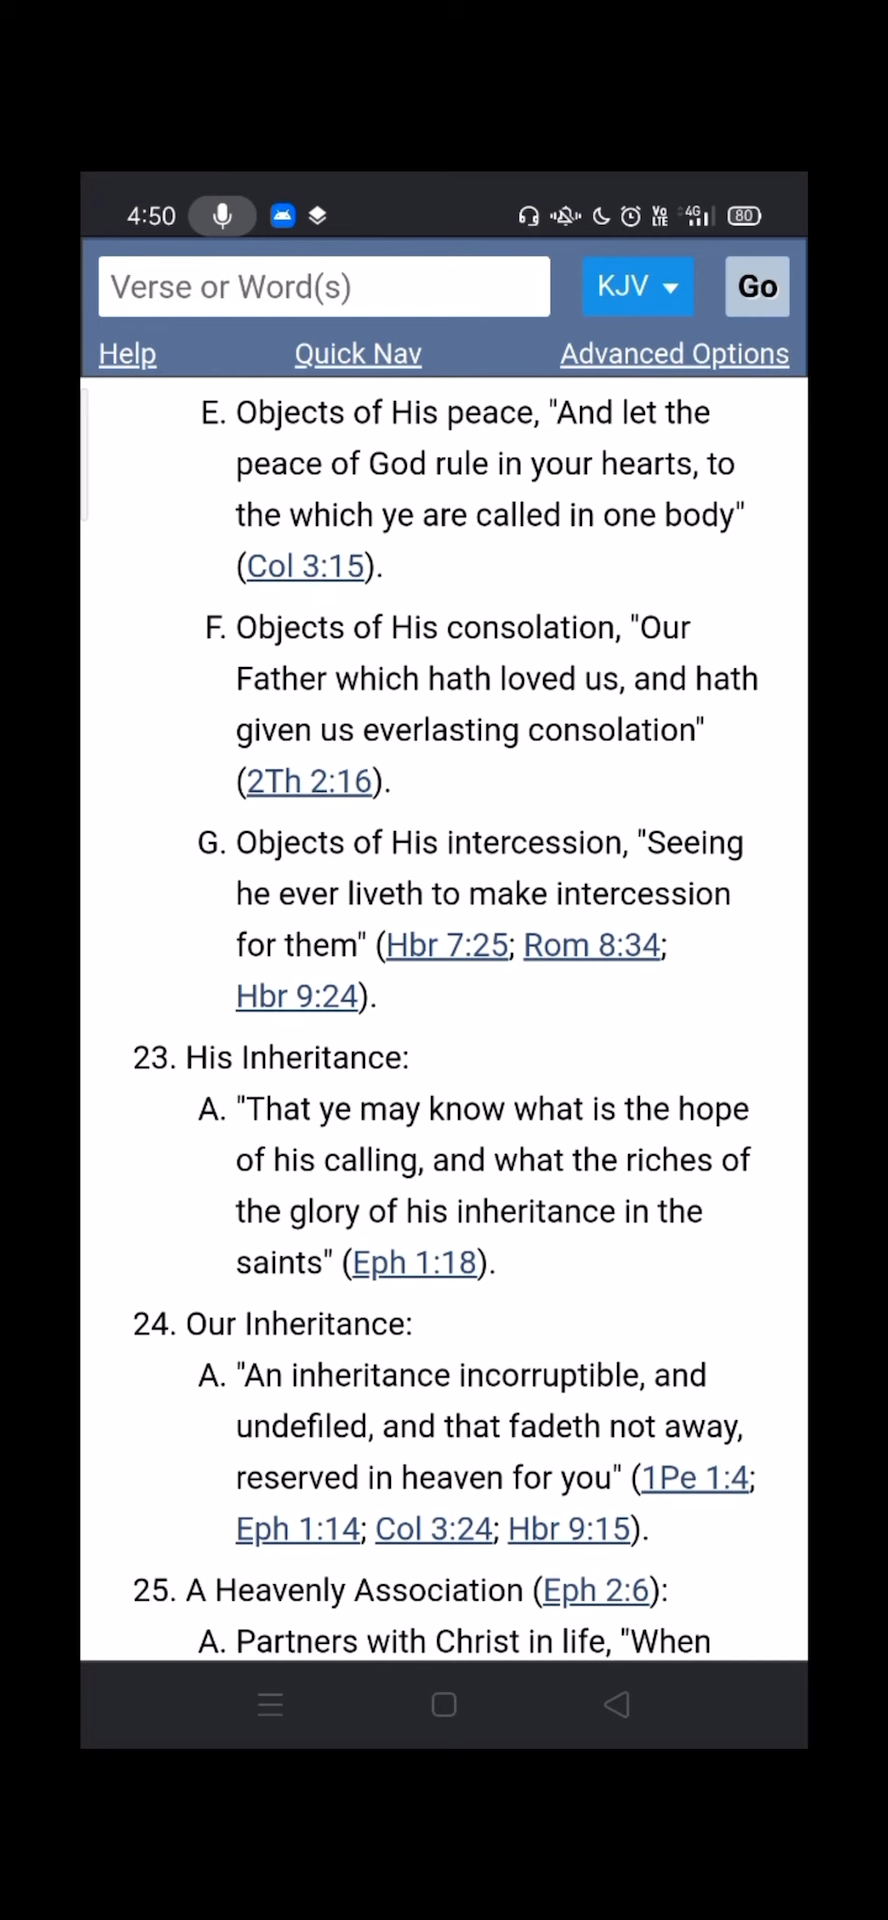 4:50 Vo LTE 4G 80
Verse or Word(s) KJV Go
Help Quick Nav Advanced Options
E. Objects of His peace, "And let the
peace of God rule in your hearts, to
the which ye are called in one body"
(Col 3:15).
F. Objects of His consolation, "Our
Father which hath loved us, and hath
given us everlasting consolation"
(2Th 2:16).
G. Objects of His intercession, "Seeing
he ever liveth to make intercession
for them" (Hbr 7:25; Rom 8:34;
Hbr 9:24).
23. His Inheritance:
A. "That ye may know what is the hope
of his calling, and what the riches of
the glory of his inheritance in the
saints" (Eph 1:18).
24. Our Inheritance:
A. "An inheritance incorruptible, and
undefiled, and that fadeth not away,
reserved in heaven for you" (1Pe 1:4;
Eph 1:14; Col 3:24; Hbr 9:15).
25. A Heavenly Association (Eph 2:6):
A. Partners with Christ in life, "When